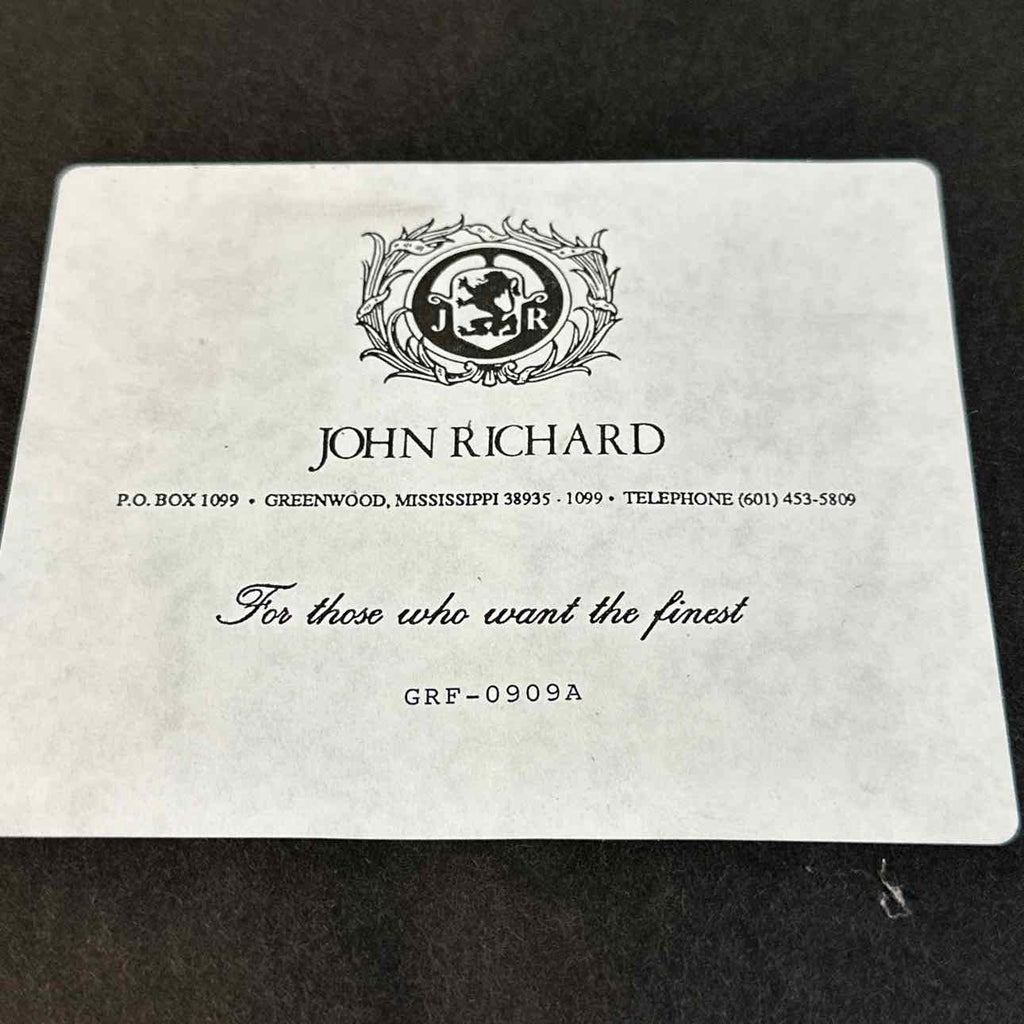 J R
JOHN RICHARD
P.O. BOX 1099 • GREENWOOD, MISSISSIPPI 38935 - 1099 • TELEPHONE (601) 453-5809
For those who want the finest
GRF-0909A